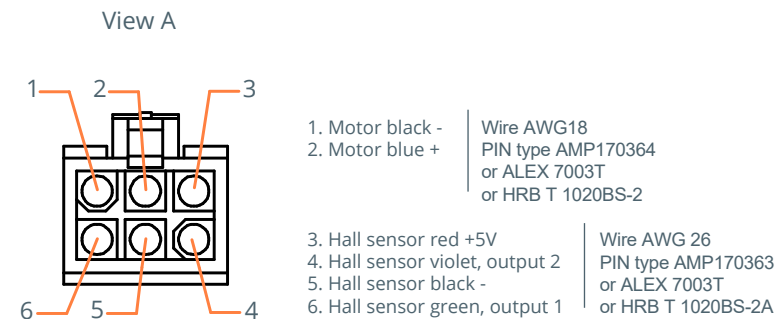 View A
1
2
3
1. Motor black -
2. Motor blue +
Wire AWG18
PIN type AMP170364
or ALEX 7003T
or HRB T 1020BS-2
3. Hall sensor red +5V
4. Hall sensor violet, output 2
5. Hall sensor black -
6. Hall sensor green, output 1
Wire AWG 26
PIN type AMP170363
or ALEX 7003T
or HRB T 1020BS-2A
6
5
4